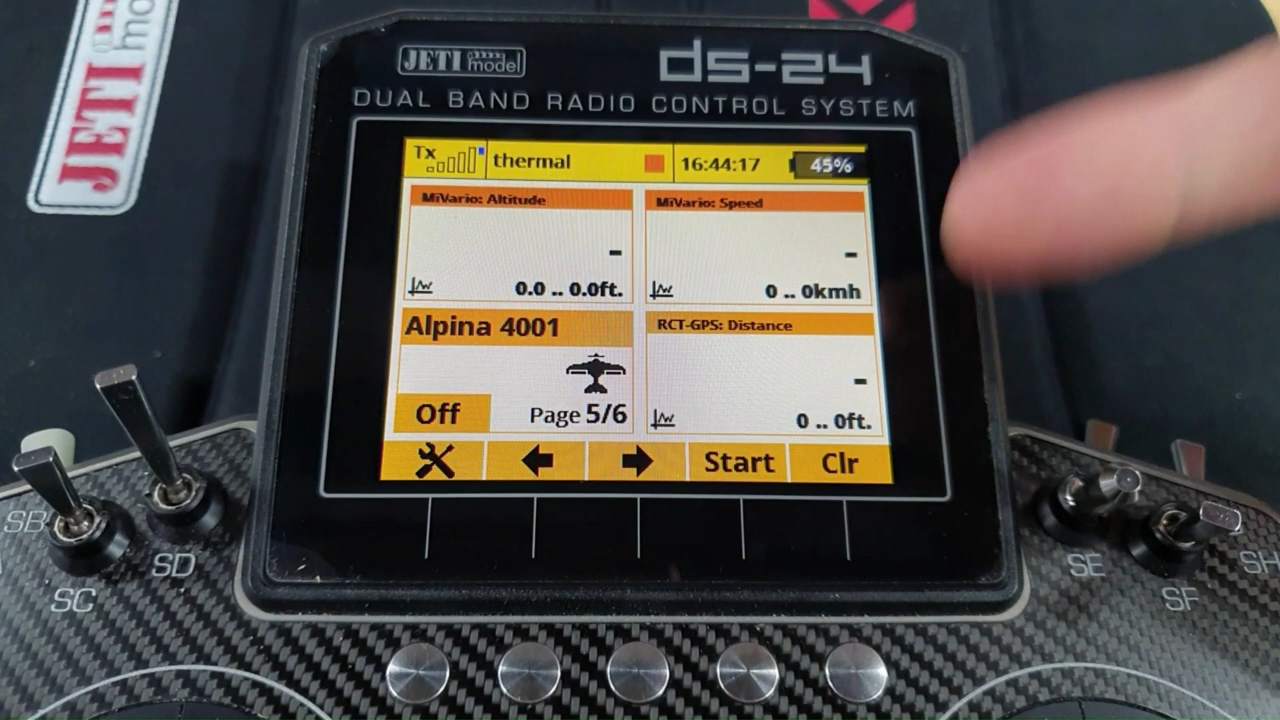 JETI model
JETI model
ds-24
DUAL BAND RADIO CONTROL SYSTEM
Tx
thermal
16:44:17
45%
MiVario: Altitude
-
0.0 .. 0.0ft.
MiVario: Speed
-
0 .. 0kmh
Alpina 4001
Off
Page 5/6
RCT-GPS: Distance
-
0 .. 0ft.
Start
Clr
SB
SC
SD
SE
SF
SH